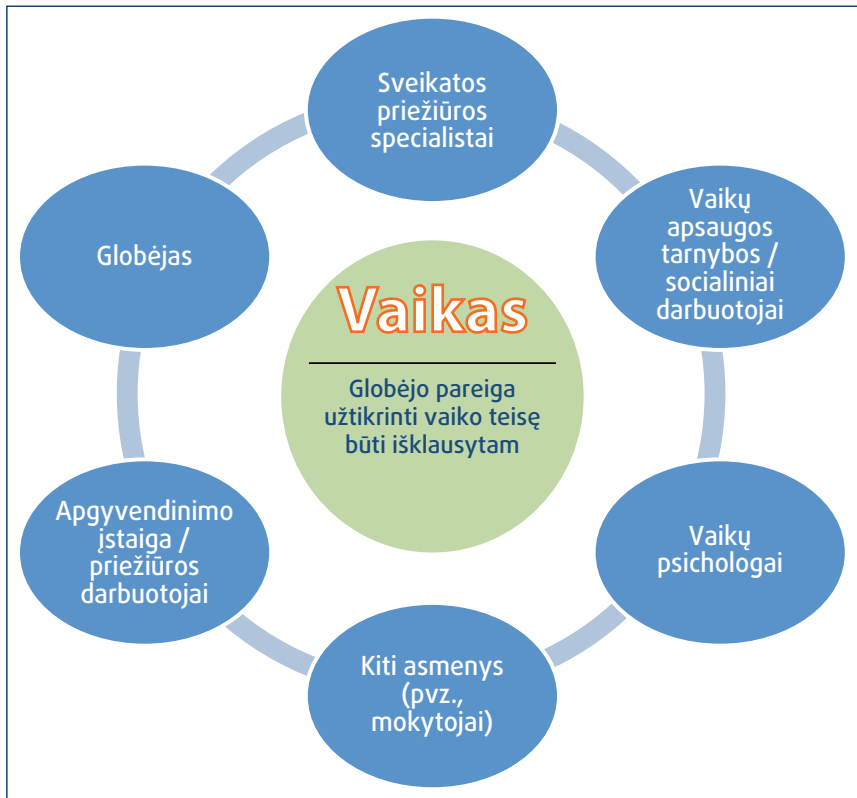 Sveikatos
priežiūros
specialistai
Vaikų
apsaugos
tarnybos /
socialiniai
darbuotojai
Globėjas
Vaikas
Globėjo pareiga
užtikrinti vaiko teisę
būti išklausytam
Apgyvendinimo
įstaiga /
priežiūros
darbuotojai
Vaikų
psichologai
Kiti asmenys
(pvz.,
mokytojai)